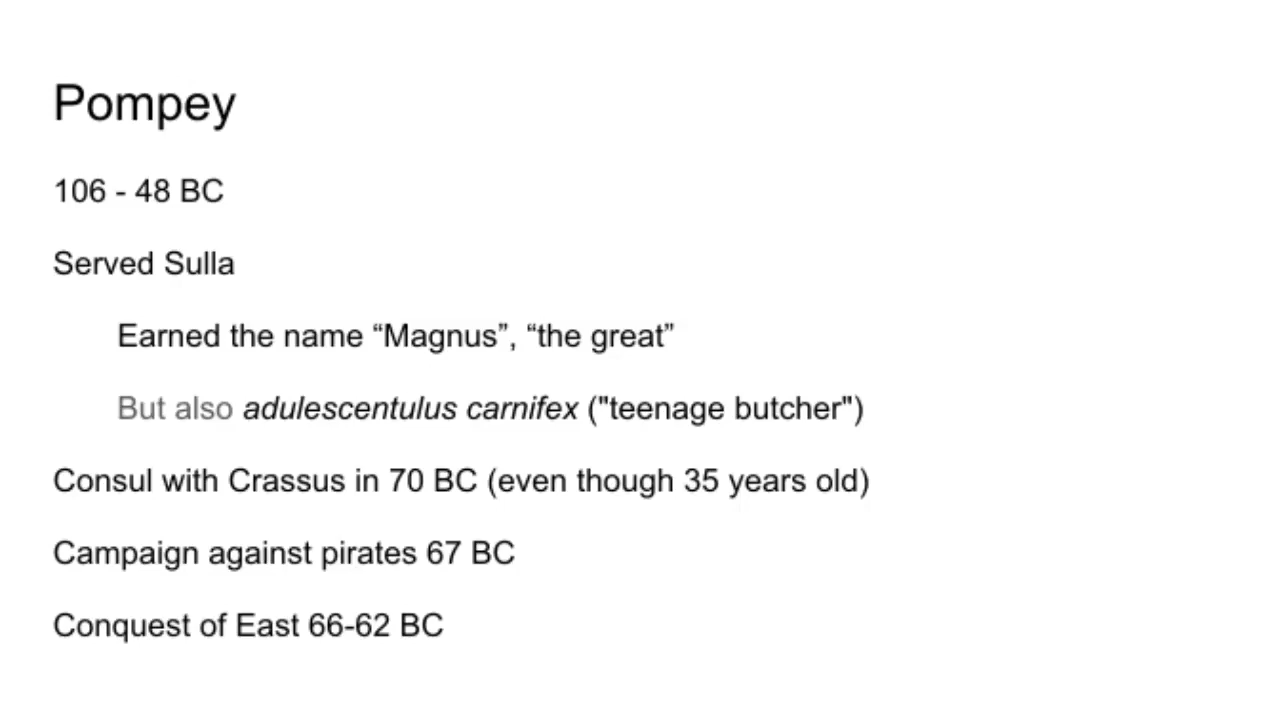 Pompey
106 - 48 BC
Served Sulla
Earned the name “Magnus”, “the great”
But also adulescentulus carnifex ("teenage butcher")
Consul with Crassus in 70 BC (even though 35 years old)
Campaign against pirates 67 BC
Conquest of East 66-62 BC